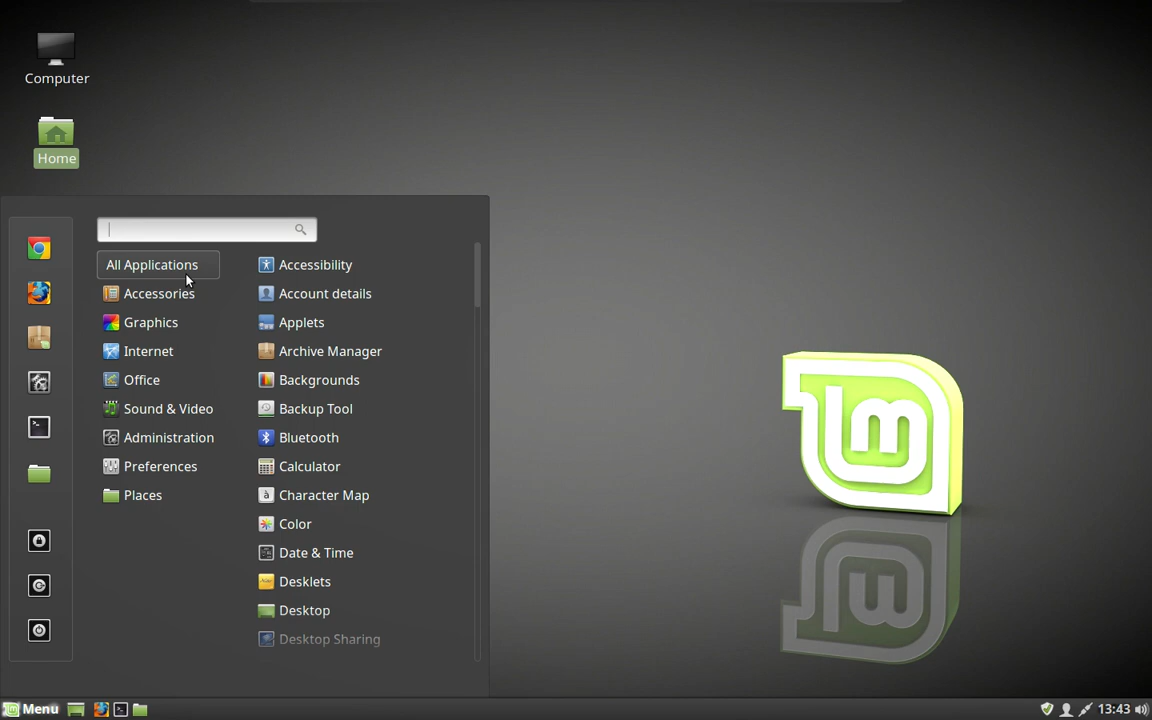 Computer
Home
All Applications
Accessories
Graphics
Internet
Office
Sound & Video
Administration
Preferences
Places
Accessibility
Account details
Applets
Archive Manager
Backgrounds
Backup Tool
Bluetooth
Calculator
Character Map
Color
Date & Time
Desklets
Desktop
Desktop Sharing
Menu
13:43